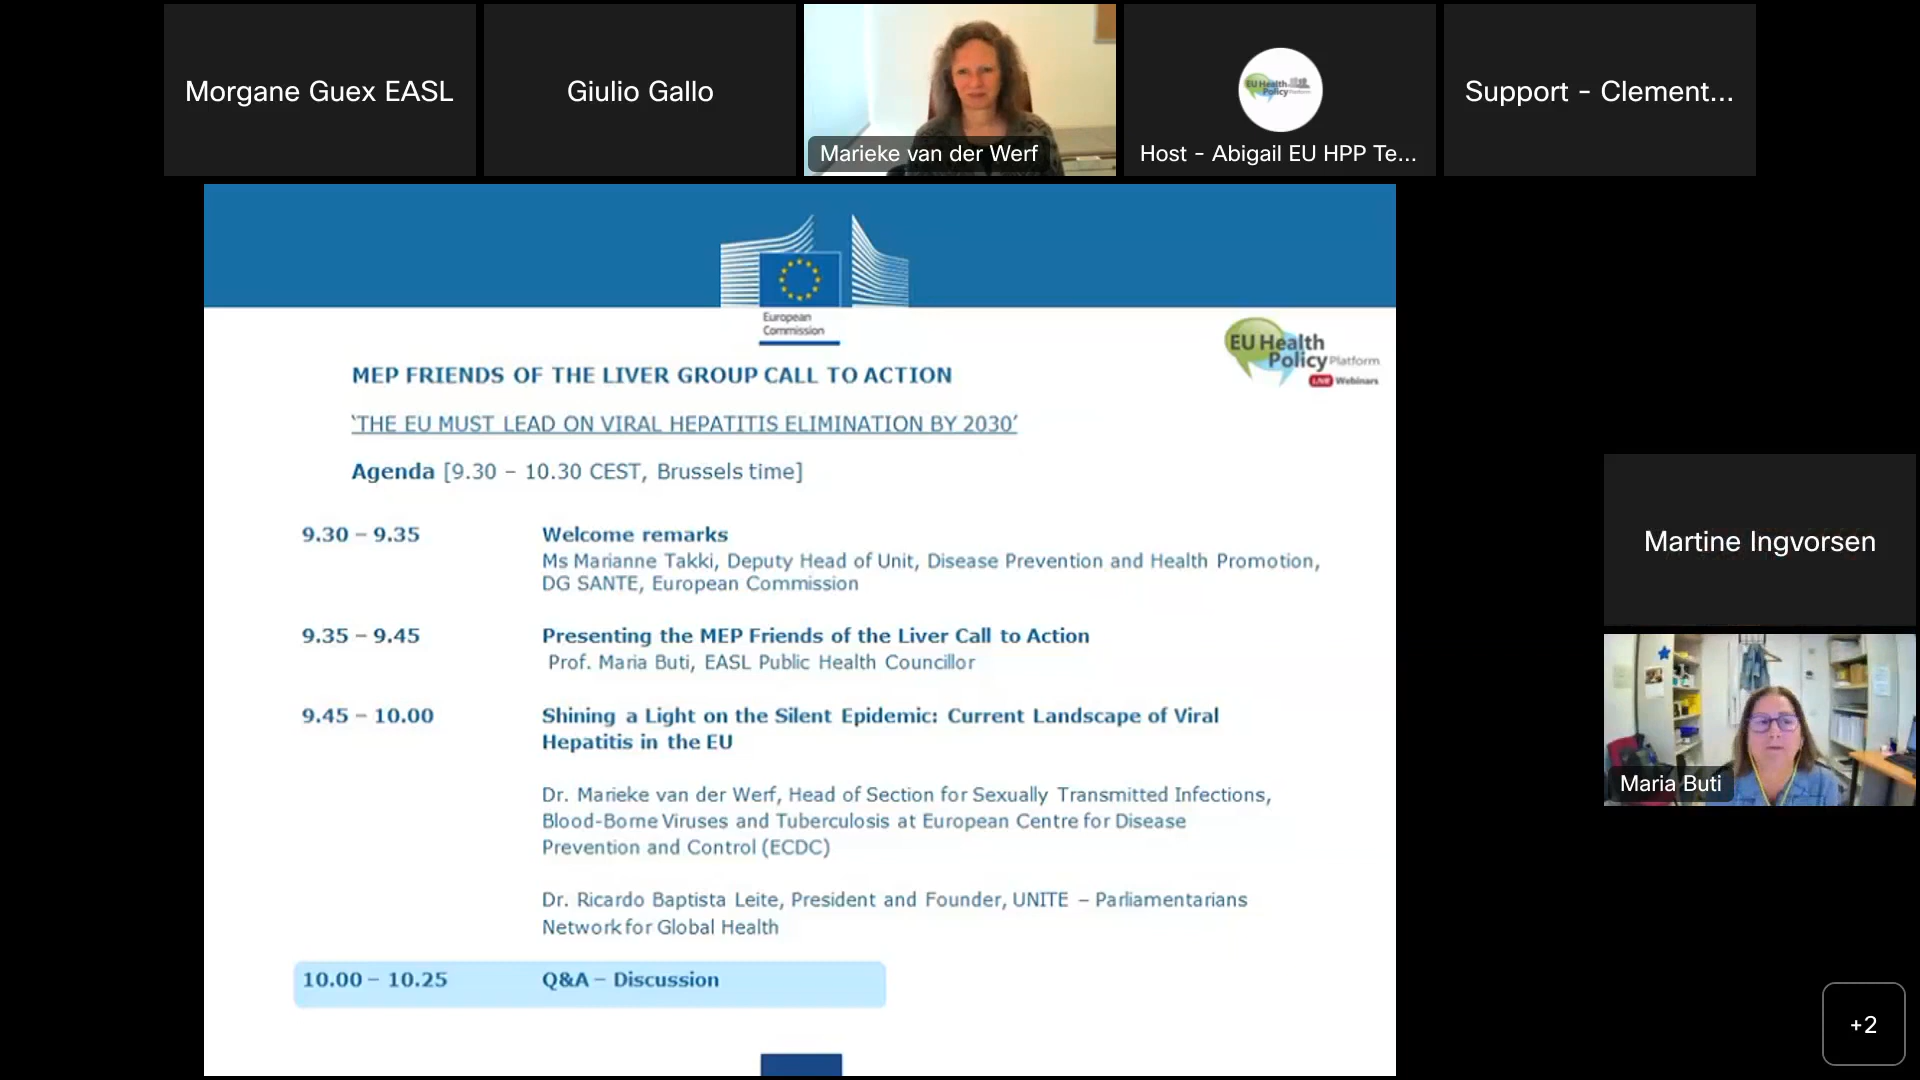 Morgane Guex EASL
Giulio Gallo
Marieke van der Werf
EU Health
Policy Platform
Host - Abigail EU HPP Te...
Support - Clement...
European
Commission
EU Health
Policy Platform
LIVE Webinars
MEP FRIENDS OF THE LIVER GROUP CALL TO ACTION
‘THE EU MUST LEAD ON VIRAL HEPATITIS ELIMINATION BY 2030’
Agenda [9.30 – 10.30 CEST, Brussels time]
9.30 – 9.35 Welcome remarks
Ms Marianne Takki, Deputy Head of Unit, Disease Prevention and Health Promotion,
DG SANTE, European Commission
9.35 – 9.45 Presenting the MEP Friends of the Liver Call to Action
Prof. Maria Buti, EASL Public Health Councillor
9.45 – 10.00 Shining a Light on the Silent Epidemic: Current Landscape of Viral
Hepatitis in the EU
Dr. Marieke van der Werf, Head of Section for Sexually Transmitted Infections,
Blood-Borne Viruses and Tuberculosis at European Centre for Disease
Prevention and Control (ECDC)
Dr. Ricardo Baptista Leite, President and Founder, UNITE – Parliamentarians
Network for Global Health
10.00 – 10.25 Q&A – Discussion
Martine Ingvorsen
Maria Buti
+2